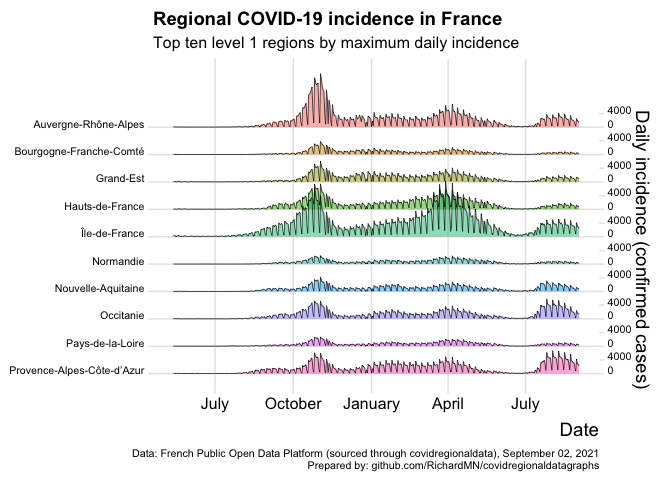 Regional COVID-19 incidence in France
Top ten level 1 regions by maximum daily incidence
Auvergne-Rhône-Alpes
Bourgogne-Franche-Comté
Grand-Est
Hauts-de-France
Île-de-France
Normandie
Nouvelle-Aquitaine
Occitanie
Pays-de-la-Loire
Provence-Alpes-Côte-d'Azur
4000
0
4000
0
4000
0
4000
0
4000
0
4000
0
4000
0
4000
0
4000
0
4000
0
Daily incidence (confirmed cases)
July October January April July
Date
Data: French Public Open Data Platform (sourced through covidregionaldata), September 02, 2021
Prepared by: github.com/RichardMN/covidregionaldatagraphs